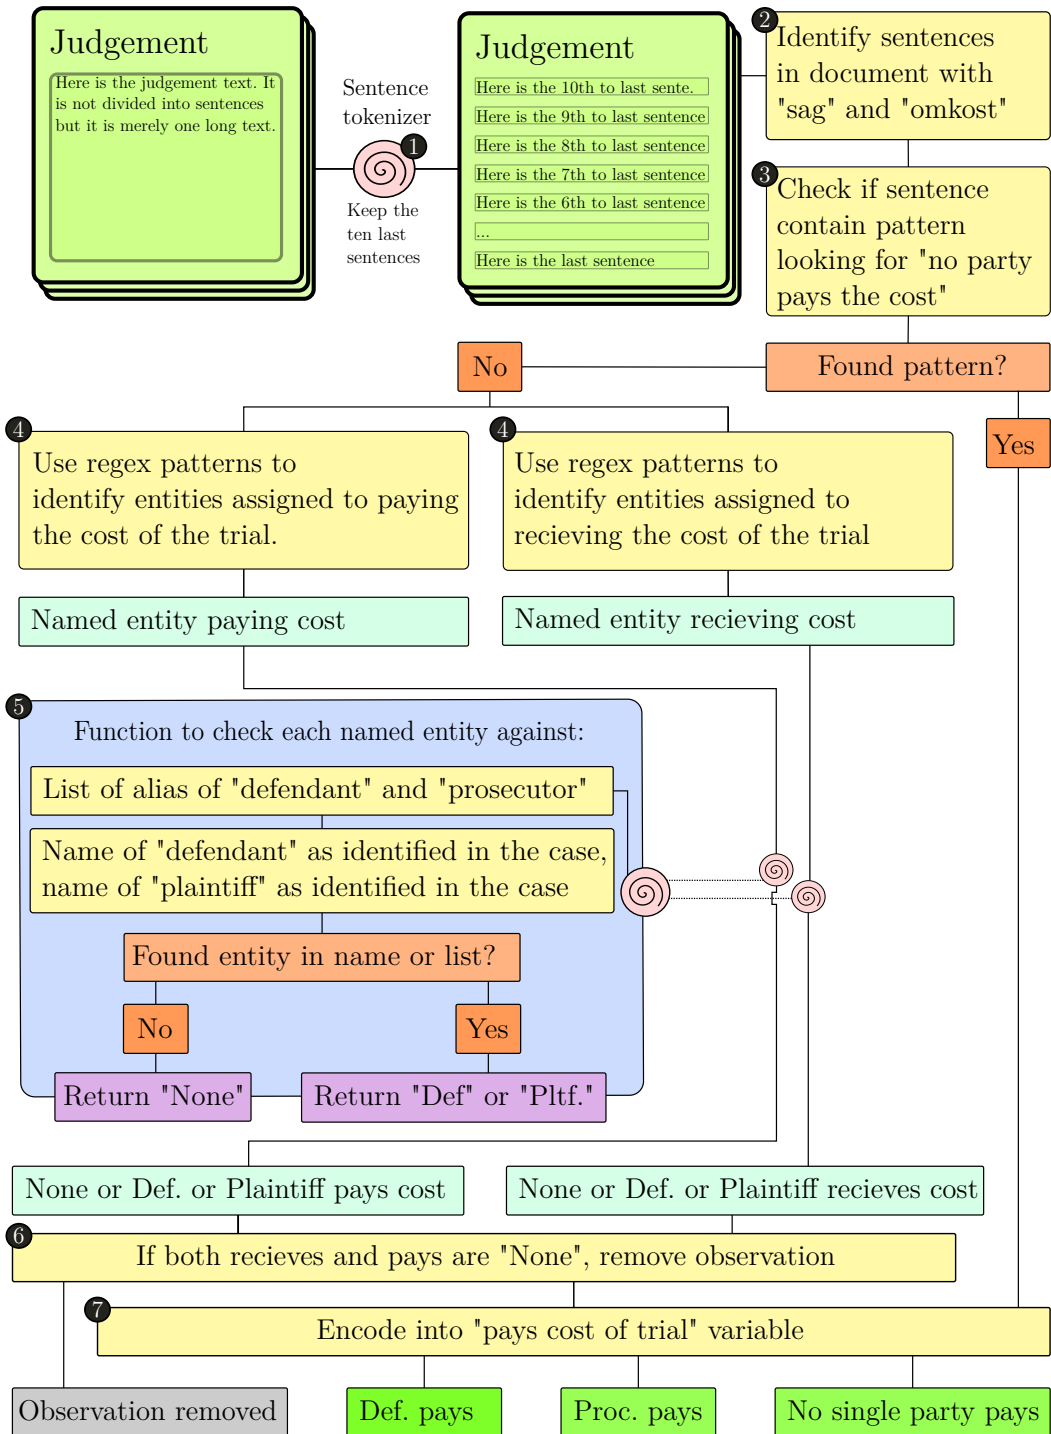 Judgement
Here is the judgement text. It
is not divided into sentences
but it is merely one long text.
Sentence
tokenizer
1
Keep the
ten last
sentences
Judgement
Here is the 10th to last sente.
Here is the 9th to last sentence
Here is the 8th to last sentence
Here is the 7th to last sentence
Here is the 6th to last sentence
...
Here is the last sentence
2
Identify sentences
in document with
"sag" and "omkost"
3
Check if sentence
contain pattern
looking for "no party
pays the cost"
Found pattern?
No
Yes
4
Use regex patterns to
identify entities assigned to paying
the cost of the trial.
4
Use regex patterns to
identify entities assigned to
recieving the cost of the trial
Named entity paying cost
Named entity recieving cost
5
Function to check each named entity against:
List of alias of "defendant" and "prosecutor"
Name of "defendant" as identified in the case,
name of "plaintiff" as identified in the case
Found entity in name or list?
No
Yes
Return "None"
Return "Def" or "Pltf."
None or Def. or Plaintiff pays cost
None or Def. or Plaintiff recieves cost
6
If both recieves and pays are "None", remove observation
7
Encode into "pays cost of trial" variable
Observation removed
Def. pays
Proc. pays
No single party pays